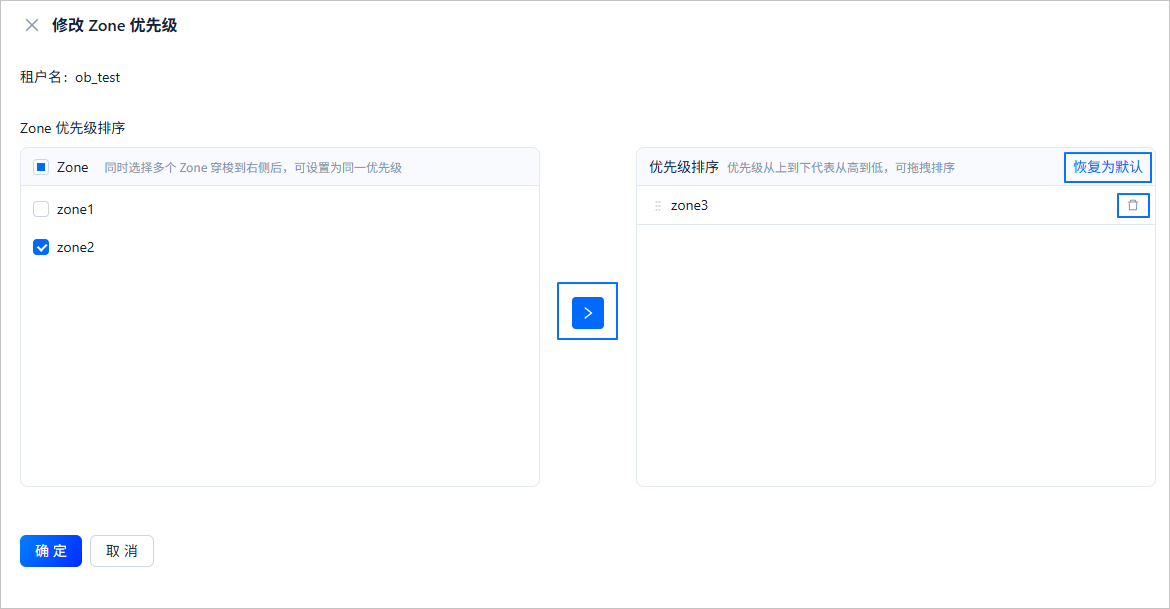 修改 Zone 优先级
租户名：ob_test
Zone 优先级排序
Zone 同时选择多个 Zone 穿梭到右侧后，可设置为同一优先级
zone1
zone2
优先级排序 优先级从上到下代表从高到低，可拖拽排序 恢复为默认
zone3
确 定 取 消